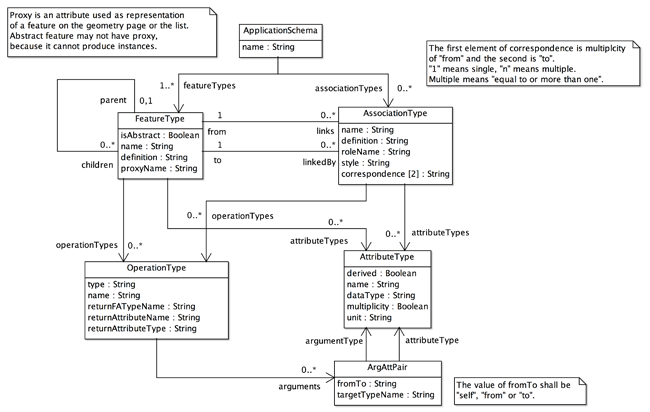 Proxy is an attribute used as representation
of a feature on the geometry page or the list.
Abstract feature may not have proxy,
because it cannot produce instances.
ApplicationSchema
name : String
The first element of correspondence is multiplcity
of "from" and the second is "to".
"1" means single, "n" means multiple.
Multiple means "equal to or more than one".
1..*
featureTypes
associationTypes
0..*
parent
0,1
FeatureType
isAbstract : Boolean
name : String
definition : String
proxyName : String
0..*
children
1
from
1
to
0..*
links
0..*
linkedBy
AssociationType
name : String
definition : String
roleName : String
style : String
correspondence [2] : String
operationTypes
0..*
0..*
operationTypes
0..*
attributeTypes
0..*
attributeTypes
OperationType
type : String
name : String
returnFATypeName : String
returnAttributeName : String
returnAttributeType : String
AttributeType
derived : Boolean
name : String
dataType : String
multiplicity : Boolean
unit : String
argumentType
attributeType
0..*
arguments
ArgAttPair
fromTo : String
targetTypeName : String
The value of fromTo shall be
"self", "from" or "to".